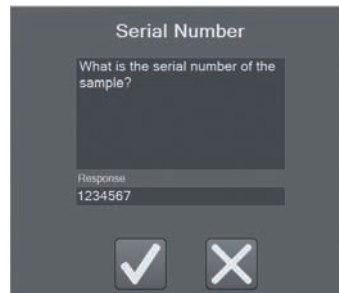 Serial Number
What is the serial number of the
sample?
Response
1234567